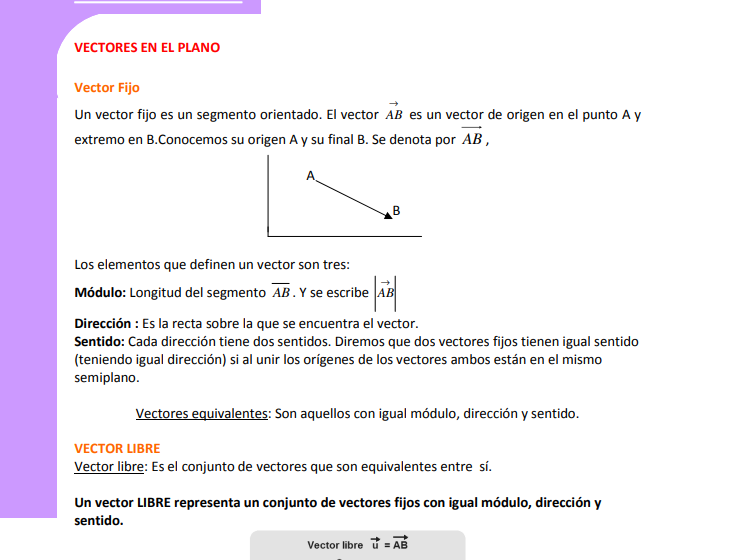 VECTORES EN EL PLANO
Vector Fijo
Un vector fijo es un segmento orientado. El vector $\overrightarrow{AB}$ es un vector de origen en el punto A y
extremo en B.Conocemos su origen A y su final B. Se denota por $\overrightarrow{AB}$ ,
A
B
Los elementos que definen un vector son tres:
Módulo: Longitud del segmento $\overline{AB}$ . Y se escribe $|\overrightarrow{AB}|$
Dirección : Es la recta sobre la que se encuentra el vector.
Sentido: Cada dirección tiene dos sentidos. Diremos que dos vectores fijos tienen igual sentido
(teniendo igual dirección) si al unir los orígenes de los vectores ambos están en el mismo
semiplano.
Vectores equivalentes: Son aquellos con igual módulo, dirección y sentido.
VECTOR LIBRE
Vector libre: Es el conjunto de vectores que son equivalentes entre sí.
Un vector LIBRE representa un conjunto de vectores fijos con igual módulo, dirección y
sentido.
Vector libre $\overrightarrow{u}$ = $\overrightarrow{AB}$